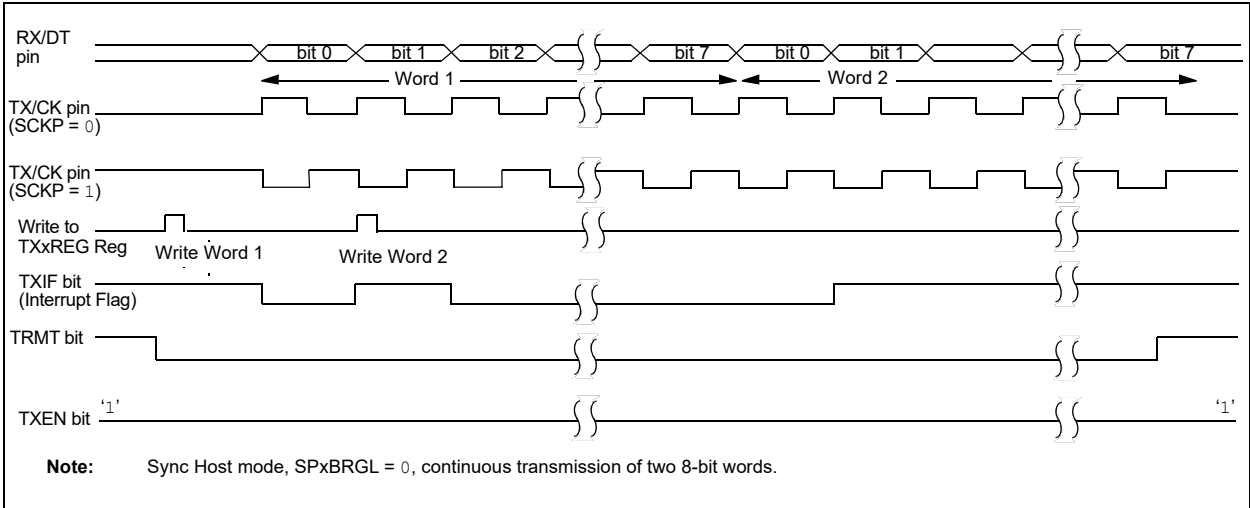 RX/DT
pin
bit 0 bit 1 bit 2 bit 7 bit 0 bit 1 bit 7
Word 1 Word 2
TX/CK pin
(SCKP = 0)
TX/CK pin
(SCKP = 1)
Write to
TXxREG Reg
Write Word 1 Write Word 2
TXIF bit
(Interrupt Flag)
TRMT bit
‘1’ ‘1’
TXEN bit
Note: Sync Host mode, SPxBRGL = 0, continuous transmission of two 8-bit words.